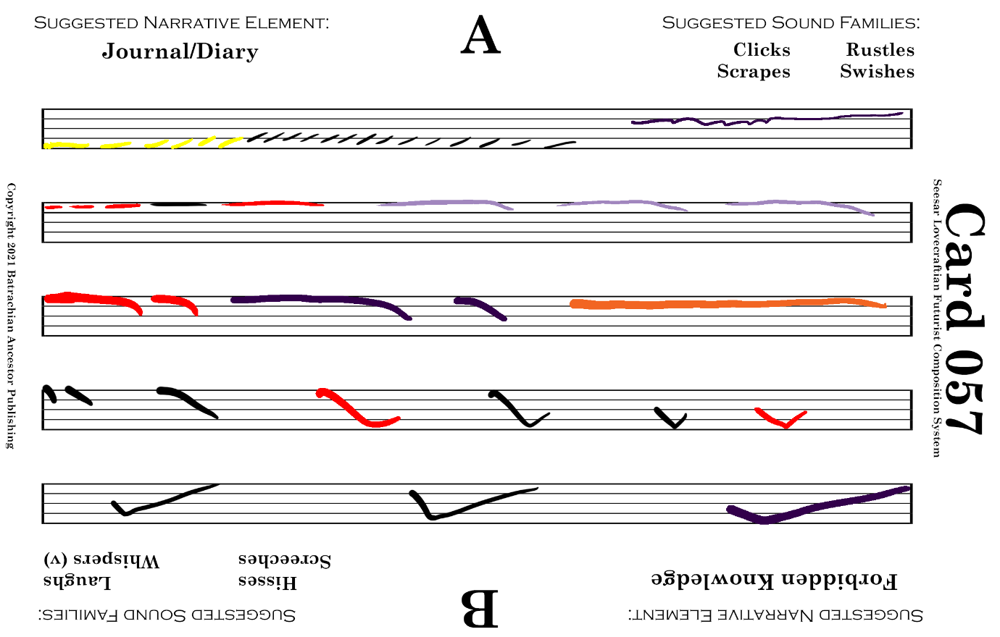 Suggested Narrative Element:
Journal/Diary
A
Suggested Sound Families:
Clicks Rustles
Scrapes Swishes
Copyright 2021 Batrachian Ancestor Publishing
Card 057
Seesar Lovecraftian Futurist Composition System
Suggested Narrative Element:
Forbidden Knowledge
B
Suggested Sound Families:
Hisses Laughs
Screeches Whispers (v)